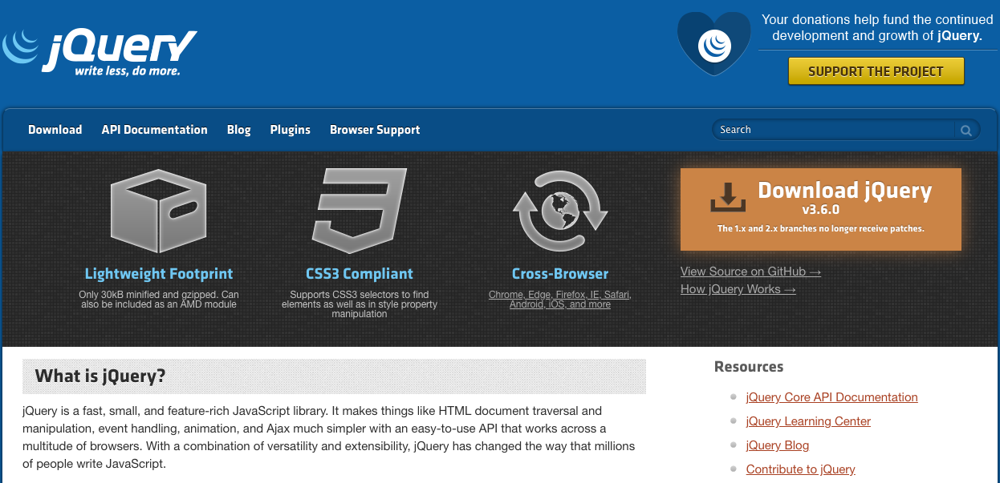 jQuery
write less, do more.
Your donations help fund the continued
development and growth of jQuery.
SUPPORT THE PROJECT
Download API Documentation Blog Plugins Browser Support
Search
Lightweight Footprint
Only 30kB minified and gzipped. Can
also be included as an AMD module
CSS3 Compliant
Supports CSS3 selectors to find
elements as well as in style property
manipulation
Cross-Browser
Chrome, Edge, Firefox, IE, Safari,
Android, iOS, and more
Download jQuery
v3.6.0
The 1.x and 2.x branches no longer receive patches.
View Source on GitHub →
How jQuery Works →
What is jQuery?
jQuery is a fast, small, and feature-rich JavaScript library. It makes things like HTML document traversal and
manipulation, event handling, animation, and Ajax much simpler with an easy-to-use API that works across a
multitude of browsers. With a combination of versatility and extensibility, jQuery has changed the way that millions
of people write JavaScript.
Resources
jQuery Core API Documentation
jQuery Learning Center
jQuery Blog
Contribute to jQuery